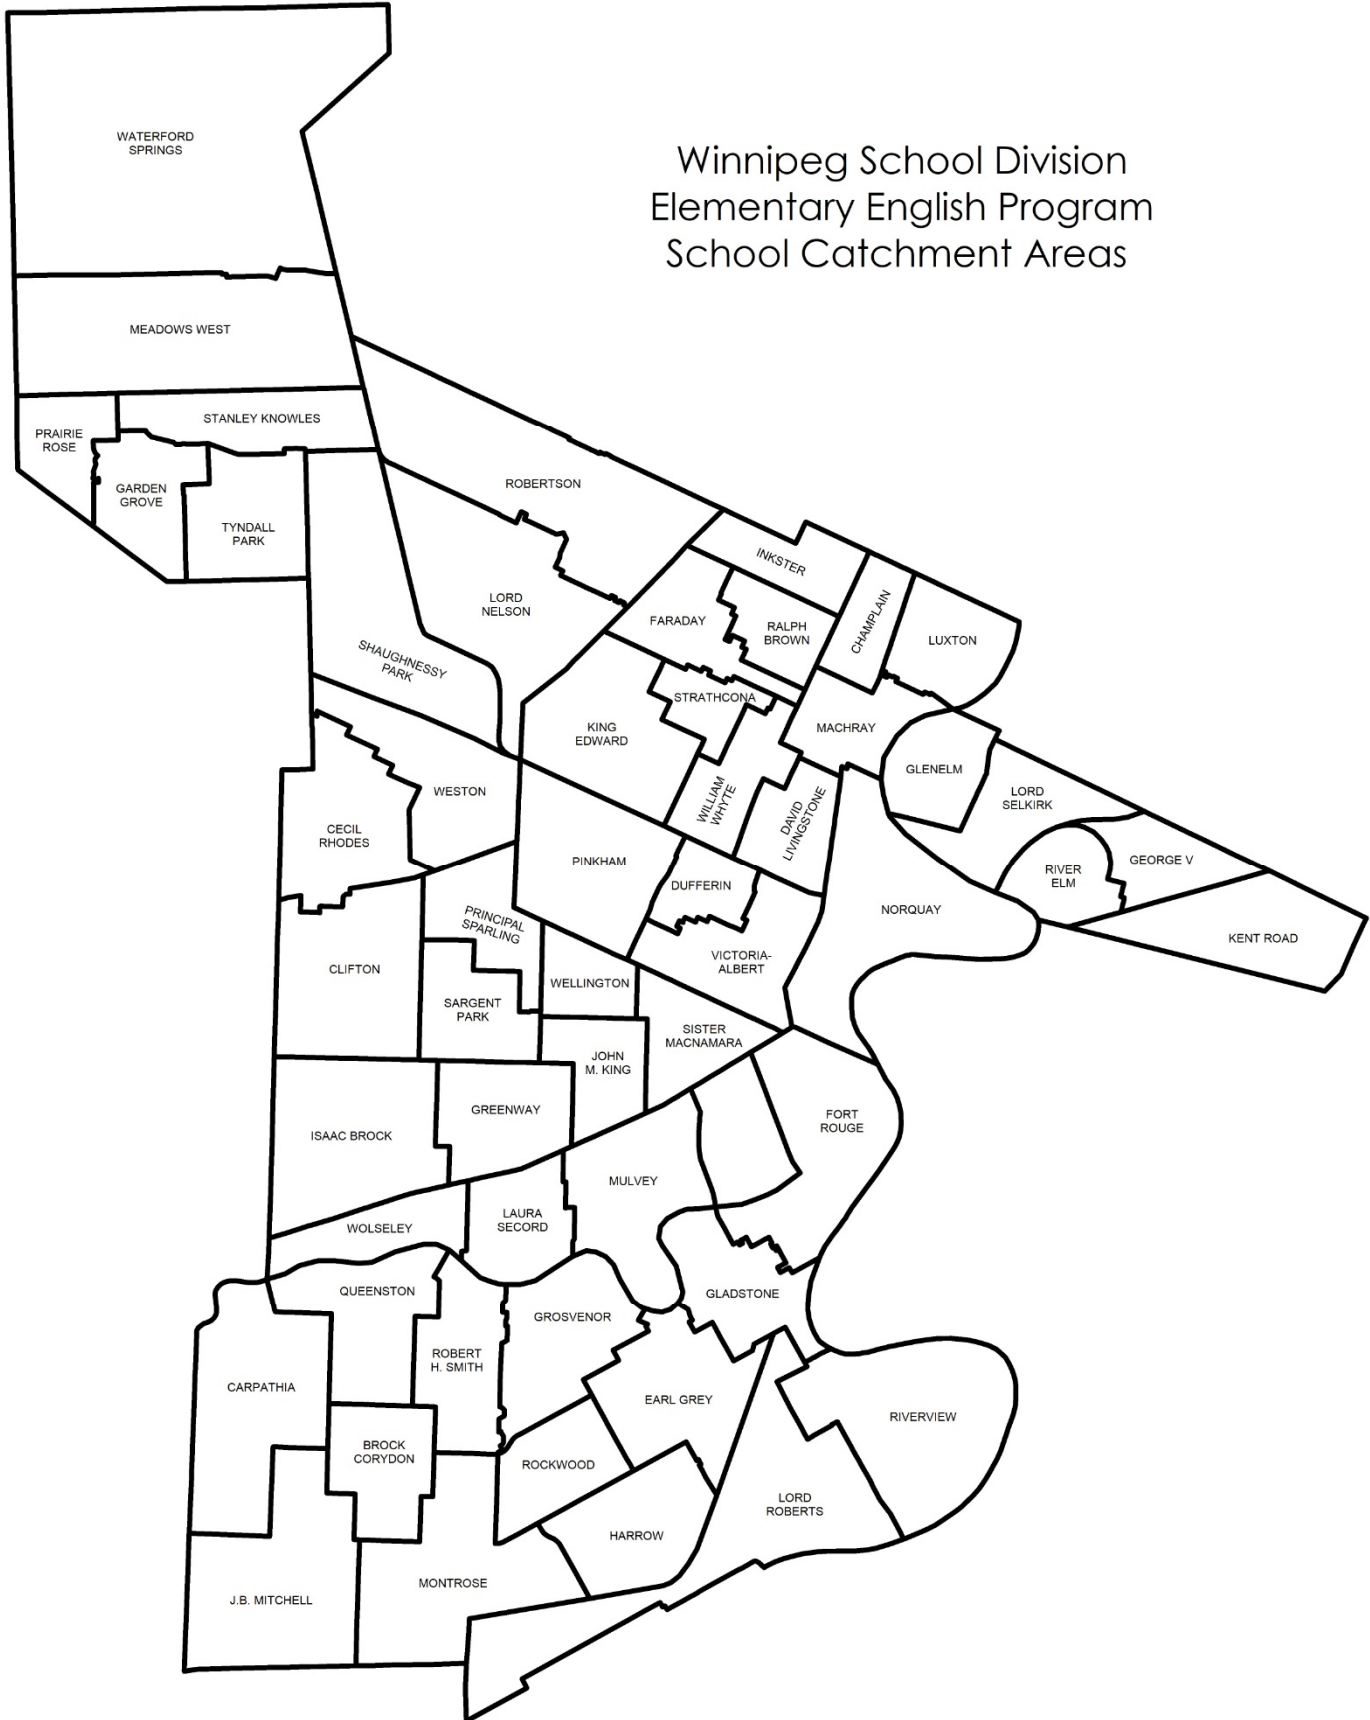 Winnipeg School Division
Elementary English Program
School Catchment Areas
WATERFORD
SPRINGS
MEADOWS WEST
STANLEY KNOWLES
PRAIRIE
ROSE
GARDEN
GROVE
TYNDALL
PARK
ROBERTSON
LORD
NELSON
SHAUGHNESSY
PARK
INKSTER
FARADAY
RALPH
BROWN
CHAMPLAIN
LUXTON
STRATHCONA
KING
EDWARD
MACHRAY
GLENELM
LORD
SELKIRK
WILLIAM
WHYTE
DAVID
LIVINGSTONE
WESTON
CECIL
RHODES
PINKHAM
DUFFERIN
RIVER
ELM
GEORGE V
KENT ROAD
NORQUAY
PRINCIPAL
SPARLING
CLIFTON
VICTORIA-
ALBERT
WELLINGTON
SARGENT
PARK
SISTER
MACNAMARA
JOHN
M. KING
GREENWAY
FORT
ROUGE
ISAAC BROCK
MULVEY
LAURA
SECORD
WOLSELEY
QUEENSTON
GLADSTONE
GROSVENOR
ROBERT
H. SMITH
CARPATHIA
EARL GREY
RIVERVIEW
BROCK
CORYDON
ROCKWOOD
LORD
ROBERTS
HARROW
MONTROSE
J.B. MITCHELL